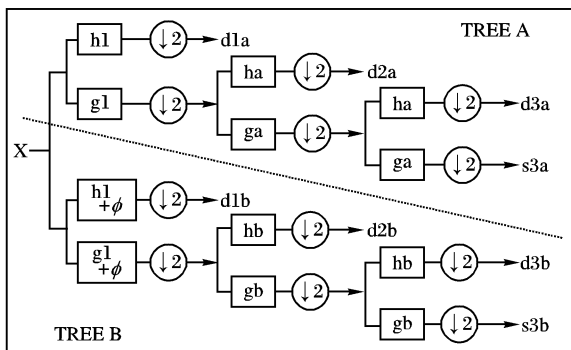 TREE A
h1 ↓2 d1a
g1 ↓2 ha ↓2 d2a
ga ↓2 ha ↓2 d3a
ga ↓2 s3a
X
h1 +ϕ ↓2 d1b
g1 +ϕ ↓2 hb ↓2 d2b
gb ↓2 hb ↓2 d3b
gb ↓2 s3b
TREE B